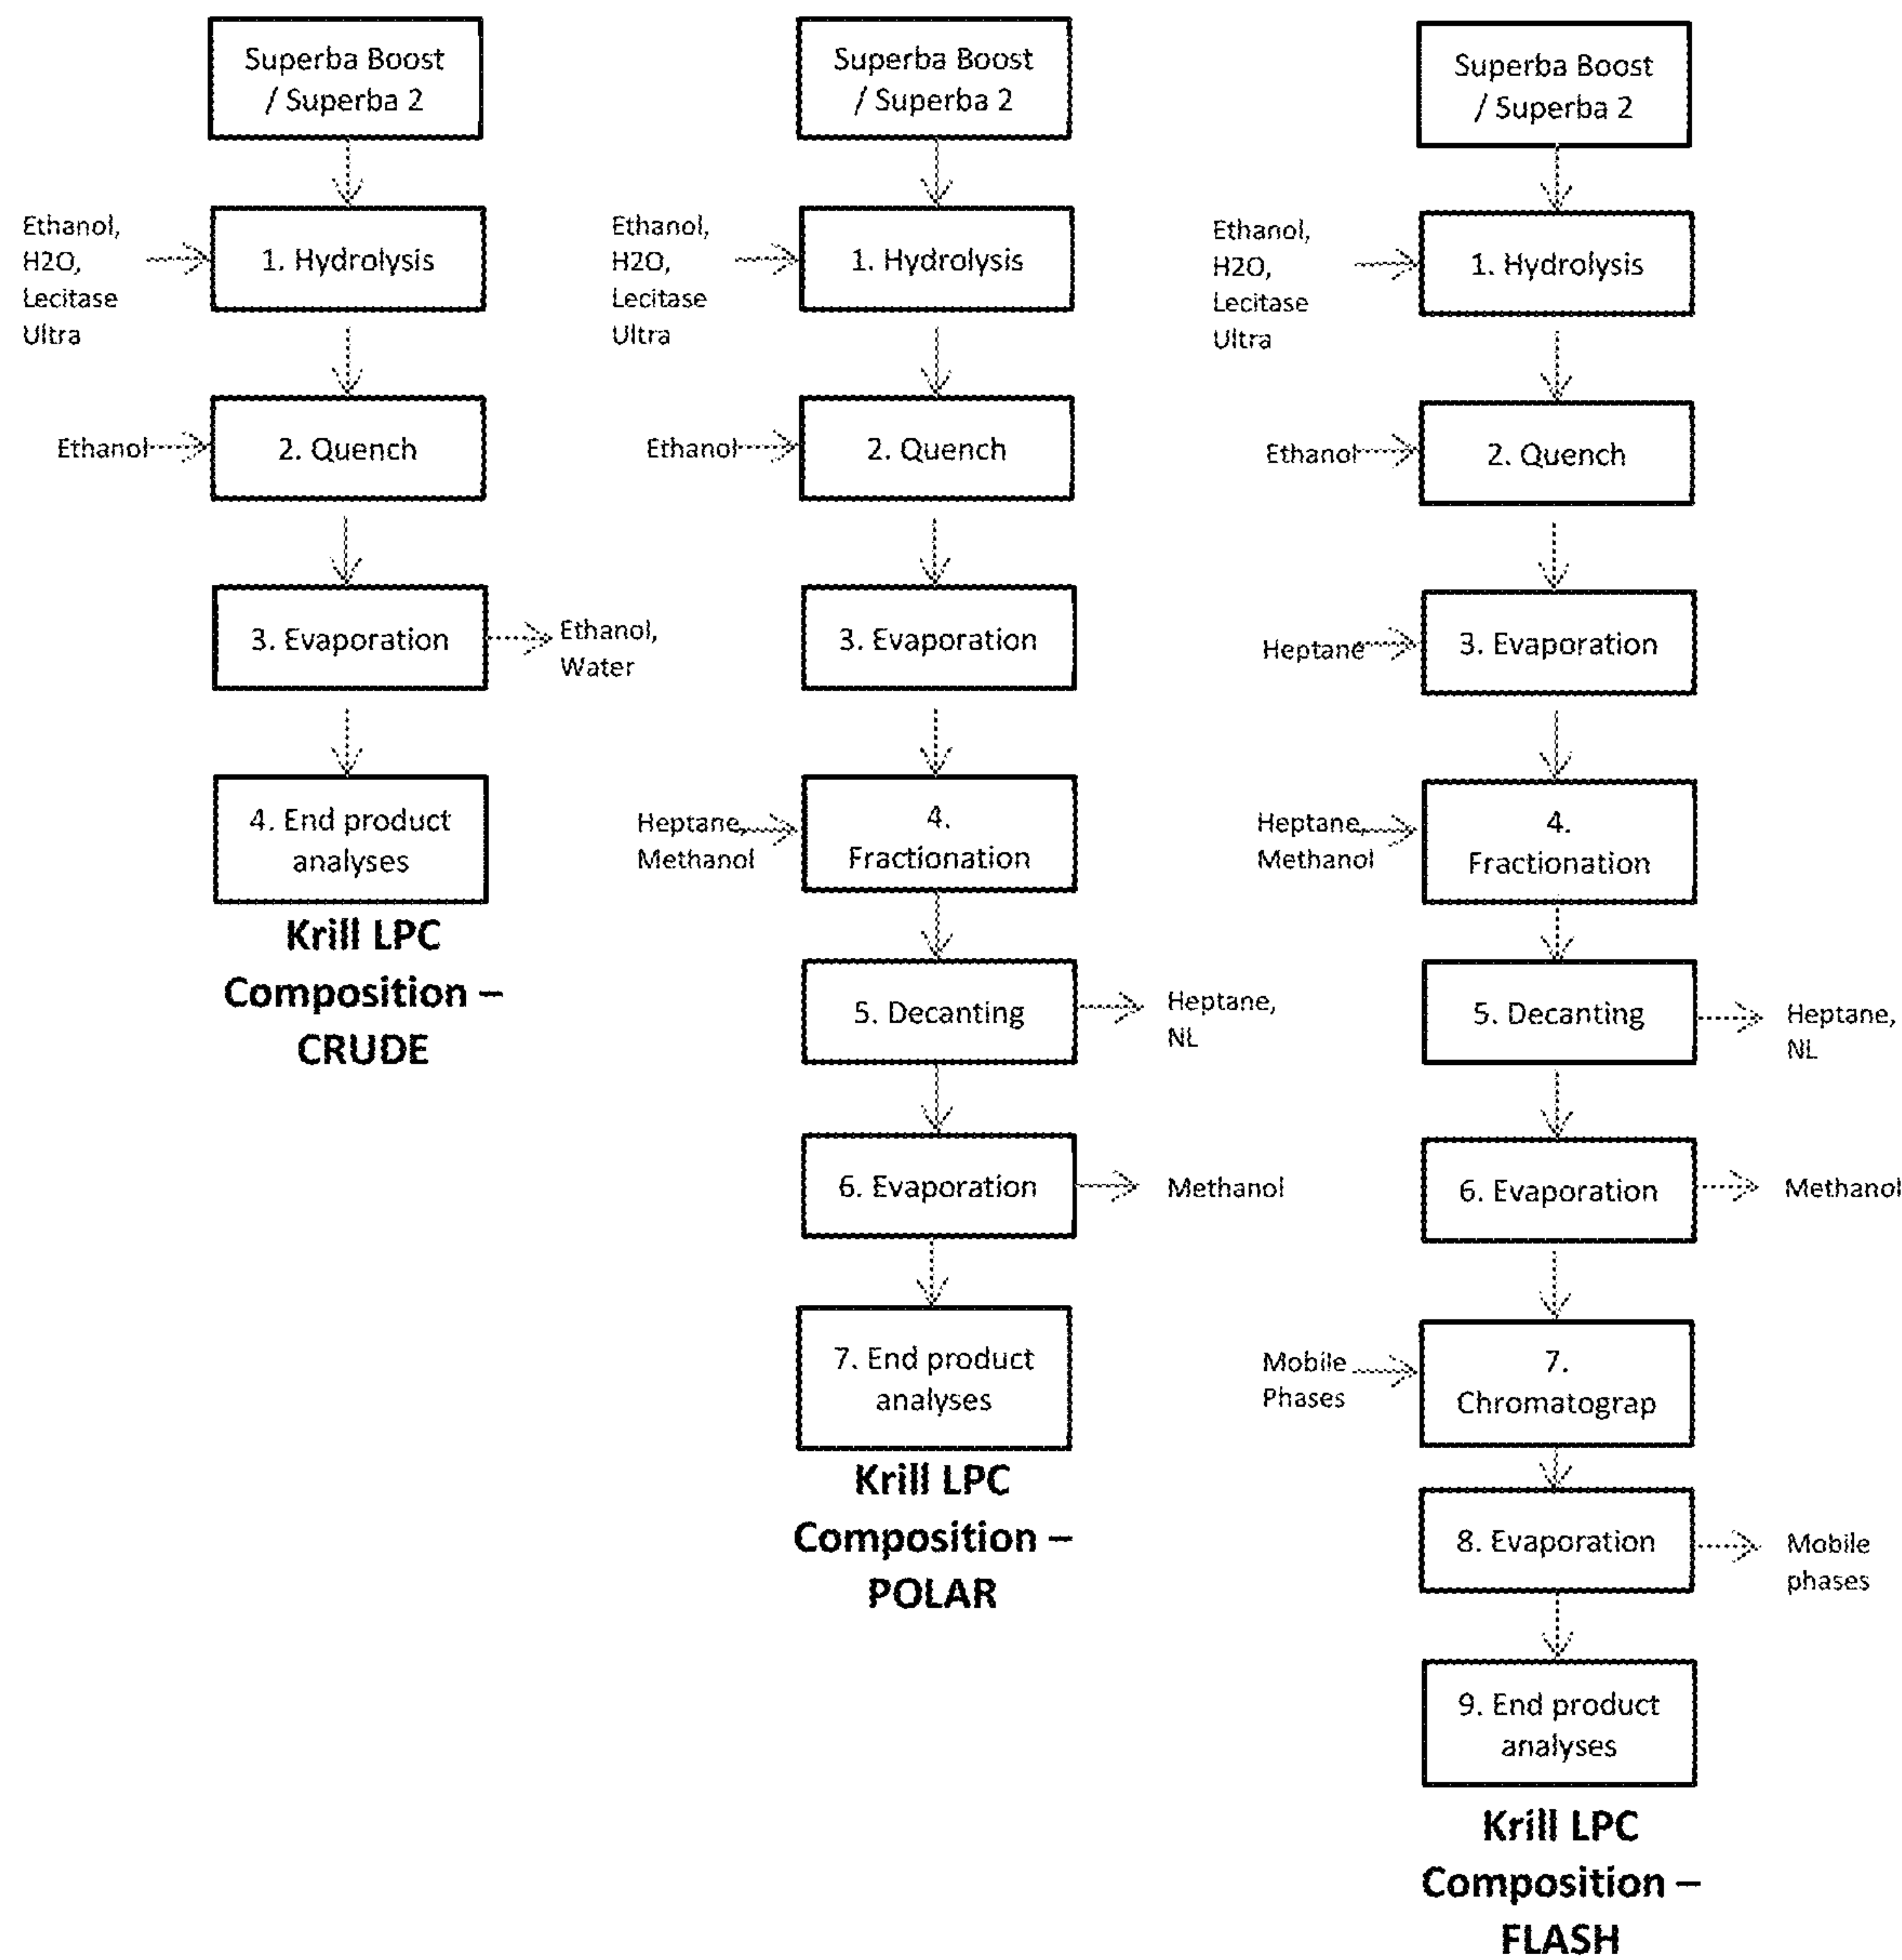 Superba Boost
/ Superba 2
Ethanol,
H2O,
Lecitase
Ultra
1. Hydrolysis
Ethanol
2. Quench
3. Evaporation
Ethanol,
Water
4. End product
analyses
Krill LPC
Composition –
CRUDE
Superba Boost
/ Superba 2
Ethanol,
H2O,
Lecitase
Ultra
1. Hydrolysis
Ethanol
2. Quench
3. Evaporation
Heptane,
Methanol
4.
Fractionation
5. Decanting
Heptane,
NL
6. Evaporation
Methanol
7. End product
analyses
Krill LPC
Composition –
POLAR
Superba Boost
/ Superba 2
Ethanol,
H2O,
Lecitase
Ultra
1. Hydrolysis
Ethanol
2. Quench
Heptane
3. Evaporation
Heptane,
Methanol
4.
Fractionation
5. Decanting
Heptane,
NL
6. Evaporation
Methanol
Mobile
Phases
7.
Chromatograp
8. Evaporation
Mobile
phases
9. End product
analyses
Krill LPC
Composition –
FLASH